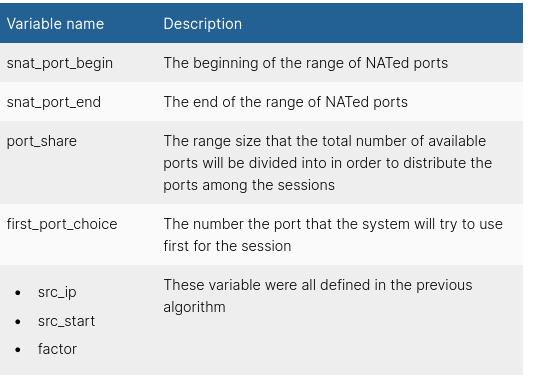 Variable name Description
snat_port_begin The beginning of the range of NATed ports
snat_port_end The end of the range of NATed ports
port_share The range size that the total number of available
ports will be divided into in order to distribute the
ports among the sessions
first_port_choice The number the port that the system will try to use
first for the session
• src_ip
• src_start
• factor
These variable were all defined in the previous
algorithm